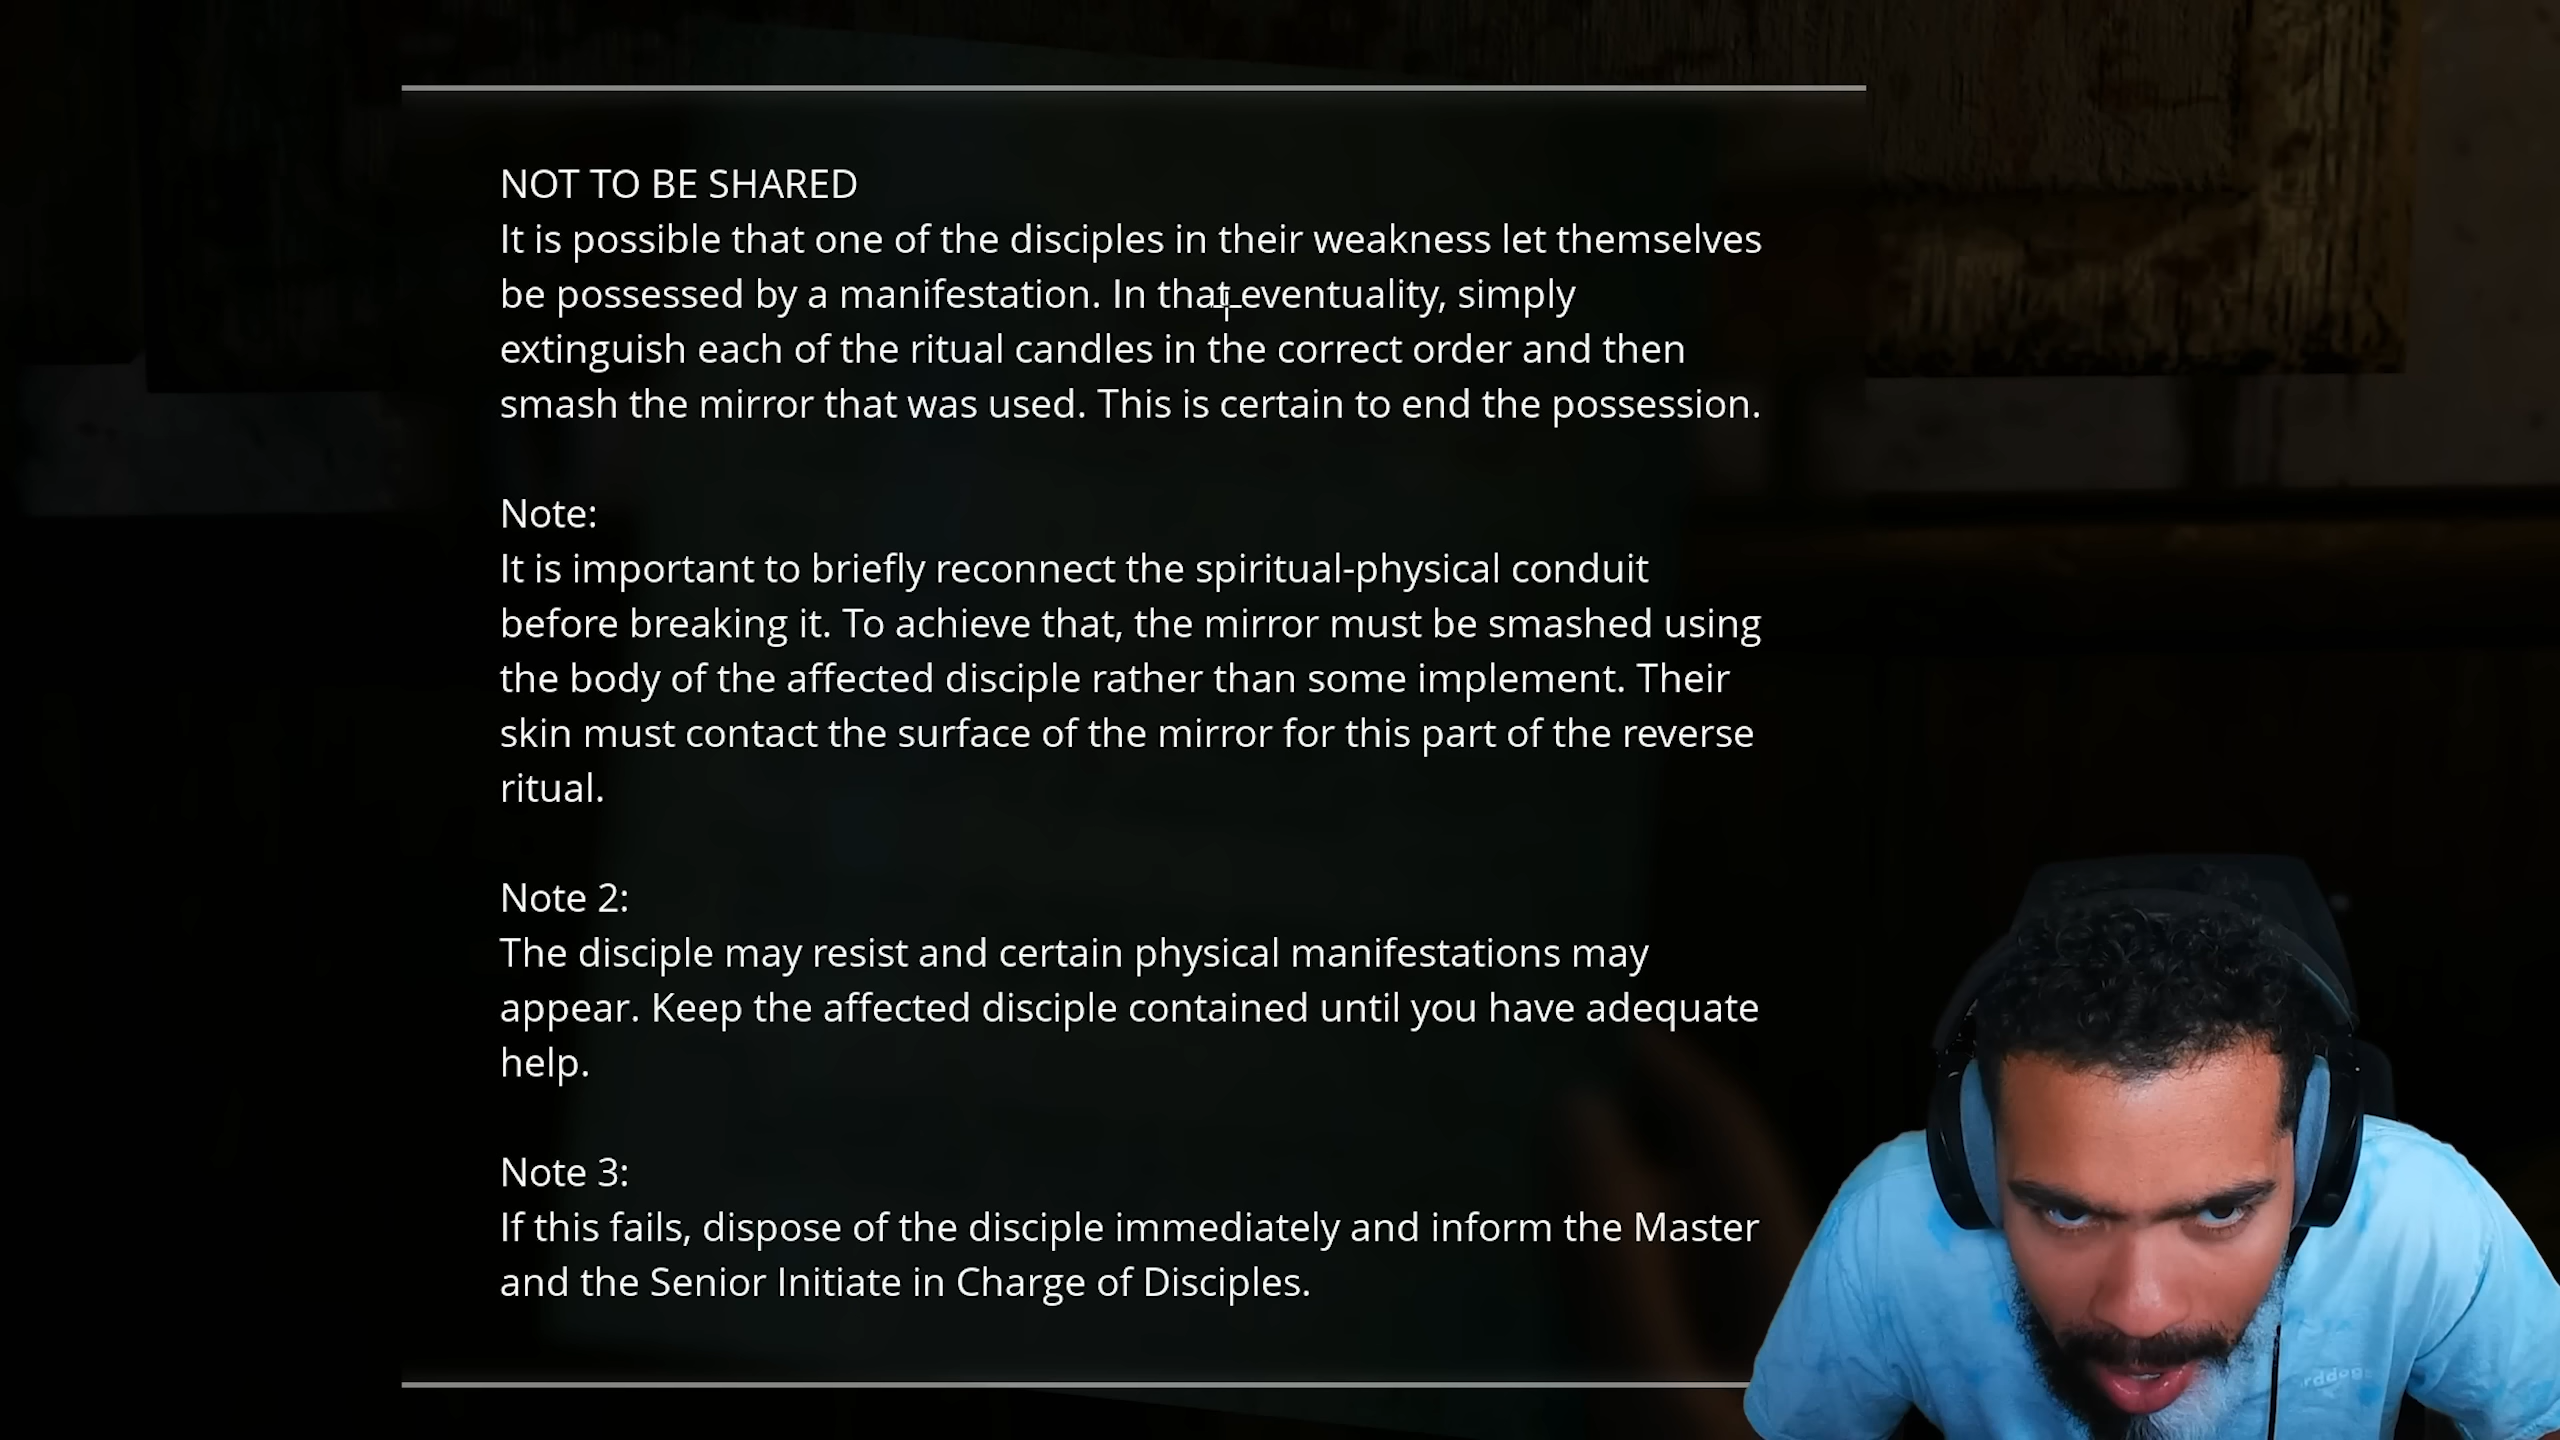 NOT TO BE SHARED
It is possible that one of the disciples in their weakness let themselves
be possessed by a manifestation. In that eventuality, simply
extinguish each of the ritual candles in the correct order and then
smash the mirror that was used. This is certain to end the possession.
Note:
It is important to briefly reconnect the spiritual-physical conduit
before breaking it. To achieve that, the mirror must be smashed using
the body of the affected disciple rather than some implement. Their
skin must contact the surface of the mirror for this part of the reverse
ritual.
Note 2:
The disciple may resist and certain physical manifestations may
appear. Keep the affected disciple contained until you have adequate
help.
Note 3:
If this fails, dispose of the disciple immediately and inform the Master
and the Senior Initiate in Charge of Disciples.